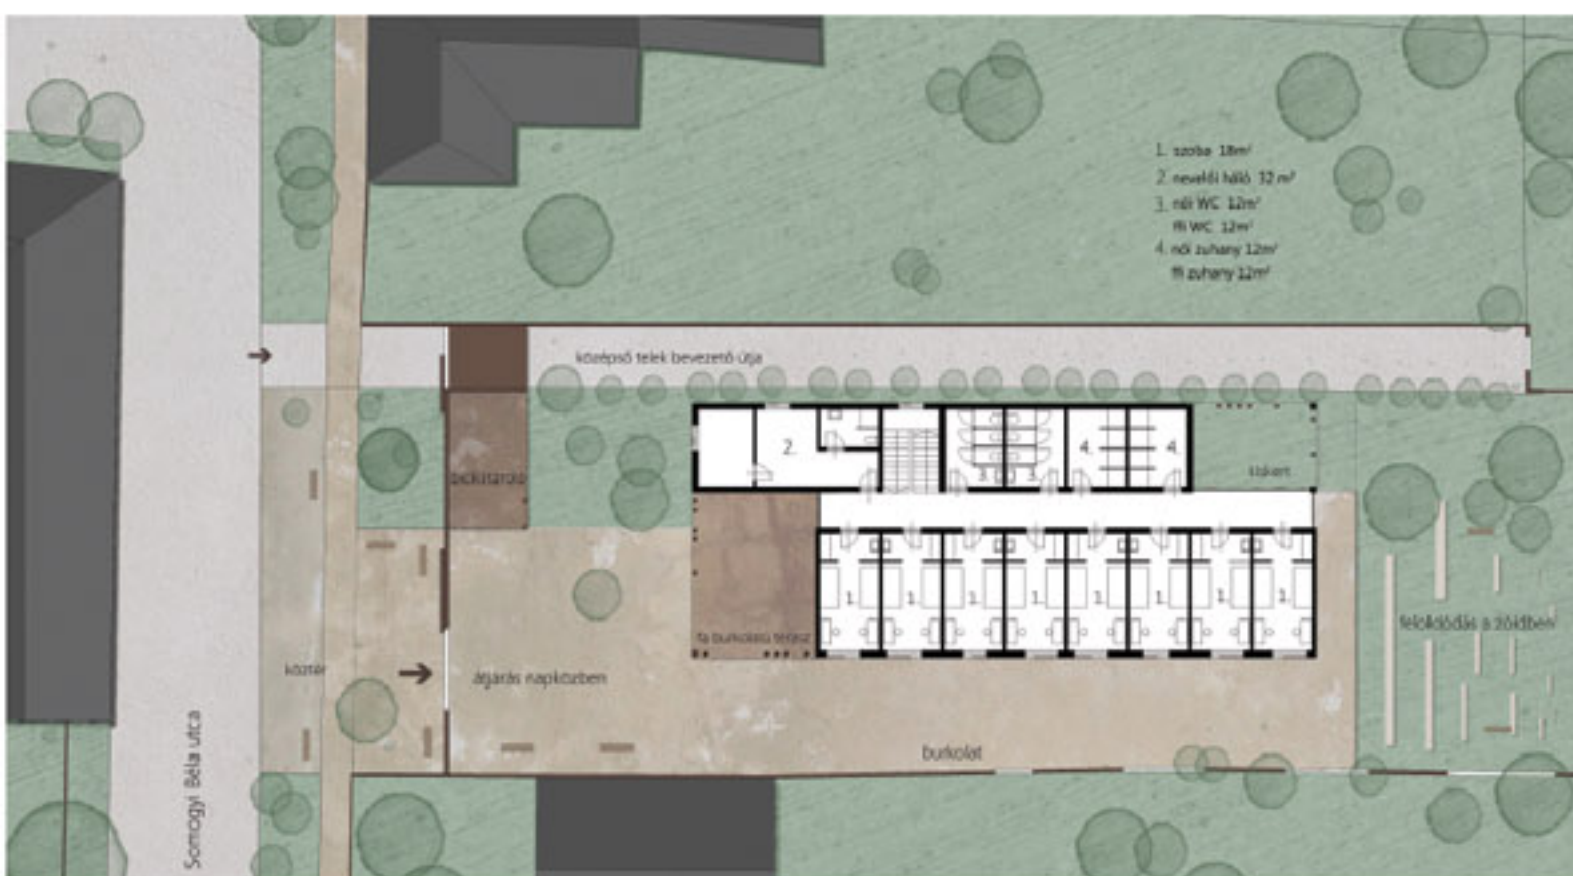 1. szoba 18m²
2. nevelői háló 32 m²
3. női WC 12m²
ffi WC 12m²
4. női zuhany 12m²
ffi zuhany 12m²
középső telek bevezető útja
2.
3.
3.
4.
4.
kiskert
1.
1.
1.
1.
1.
1.
1.
1.
fa burkolatú terasz
feloldódás a zöldben
köztér
átjárás napközben
burkolat
Somogyi Béla utca